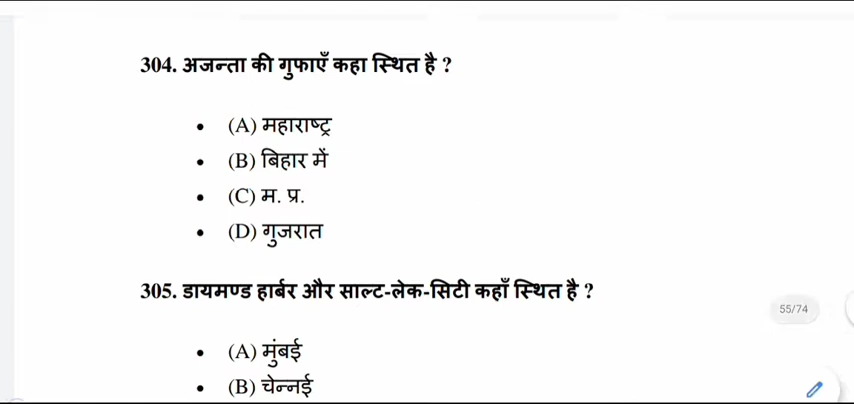 304. अजन्ता की गुफाएँ कहा स्थित है ?
• (A) महाराष्ट्र
• (B) बिहार में
• (C) म. प्र.
• (D) गुजरात
305. डायमण्ड हार्बर और साल्ट-लेक-सिटी कहाँ स्थित है ?
55/74
• (A) मुंबई
• (B) चेन्नई